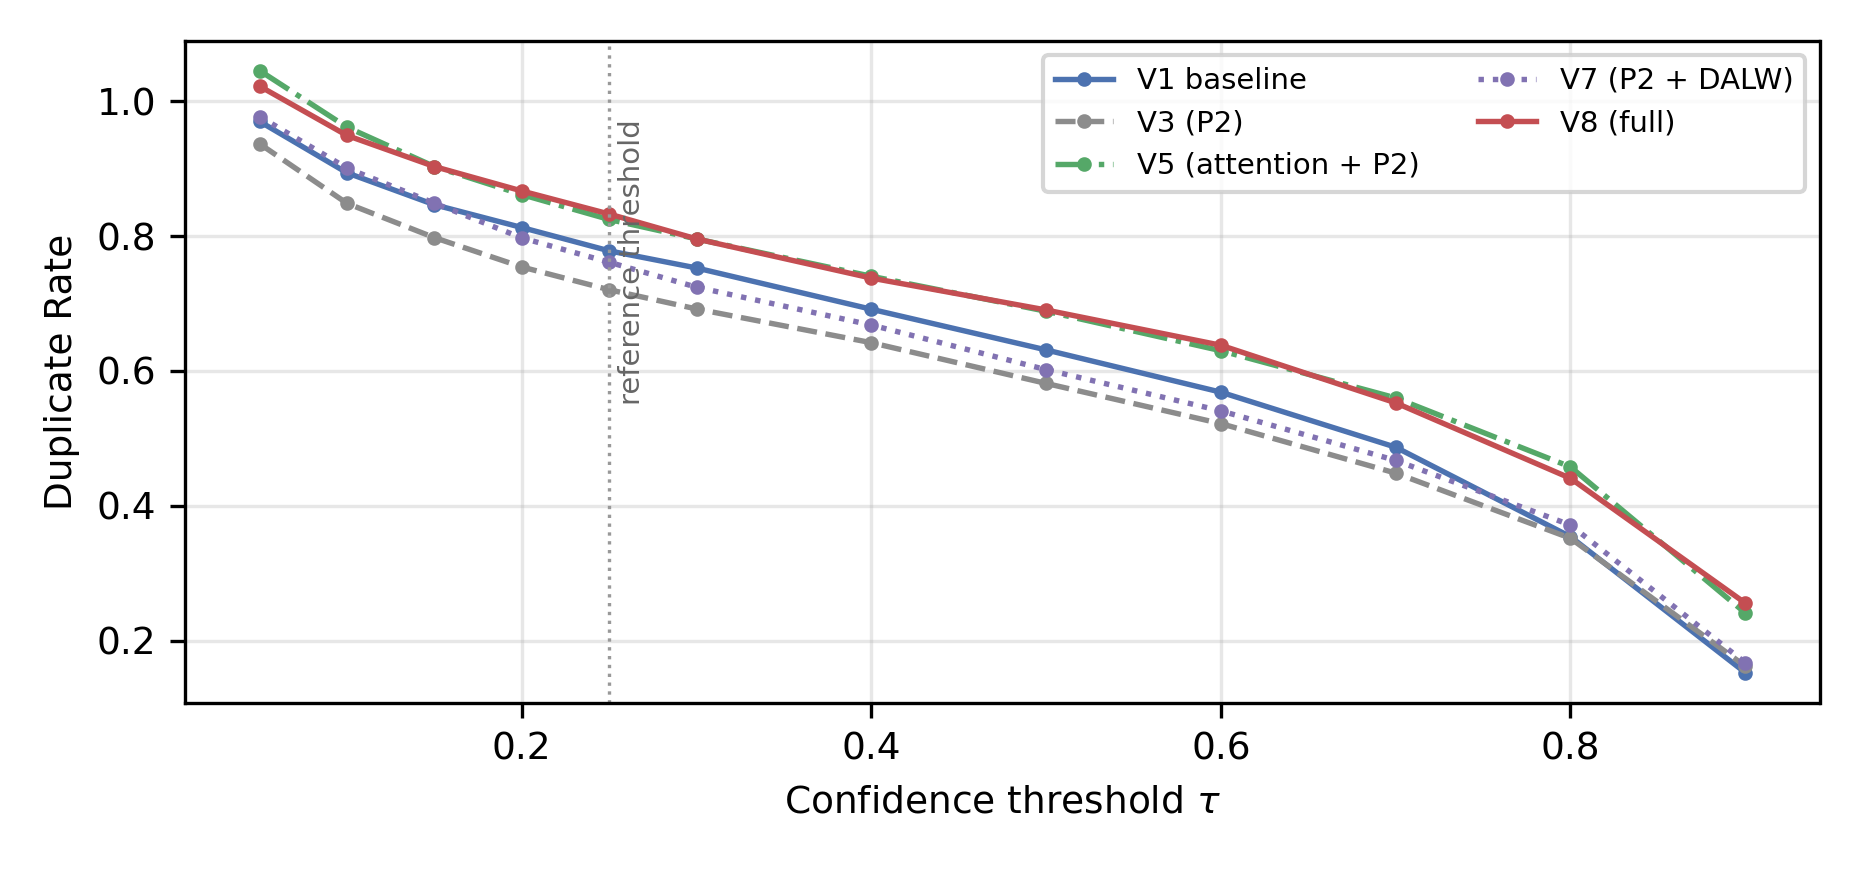 V1 baseline
V3 (P2)
V5 (attention + P2)
V7 (P2 + DALW)
V8 (full)
reference threshold
Duplicate Rate
1.0
0.8
0.6
0.4
0.2
0.2
0.4
0.6
0.8
Confidence threshold τ